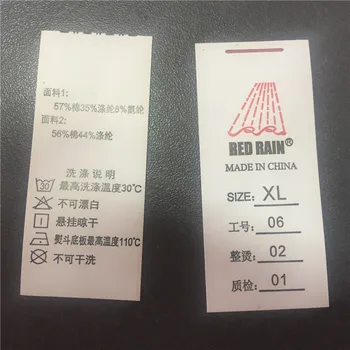 面料1:
57%棉35%涤纶8%氨纶
面料2:
56%棉44%涤纶
洗涤说明
30 最高洗涤温度30℃
不可漂白
悬挂晾干
熨斗底板最高温度110℃
不可干洗
RED RAIN®
MADE IN CHINA
SIZE: XL
工号: 06
整烫: 02
质检: 01